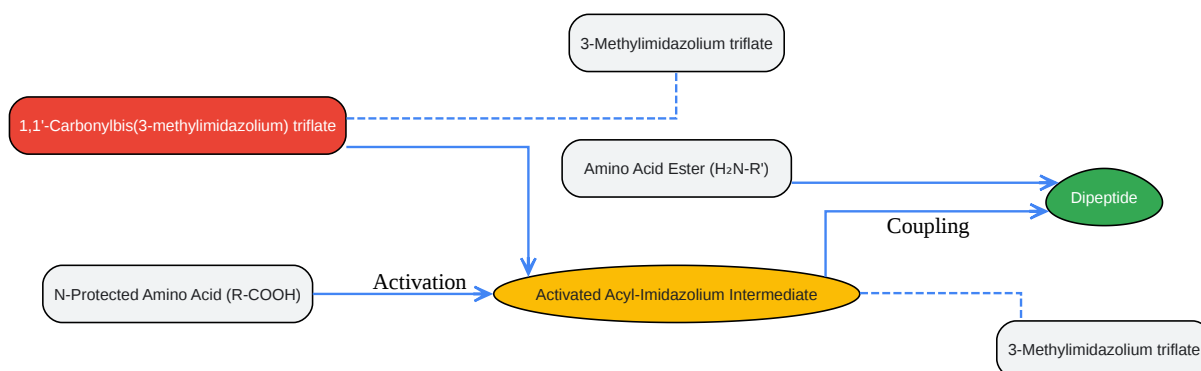 3-Methylimidazolium triflate
1,1'-Carbonylbis(3-methylimidazolium) triflate
Amino Acid Ester (H₂N-R')
Dipeptide
Coupling
Activation
N-Protected Amino Acid (R-COOH)
Activated Acyl-Imidazolium Intermediate
3-Methylimidazolium triflate